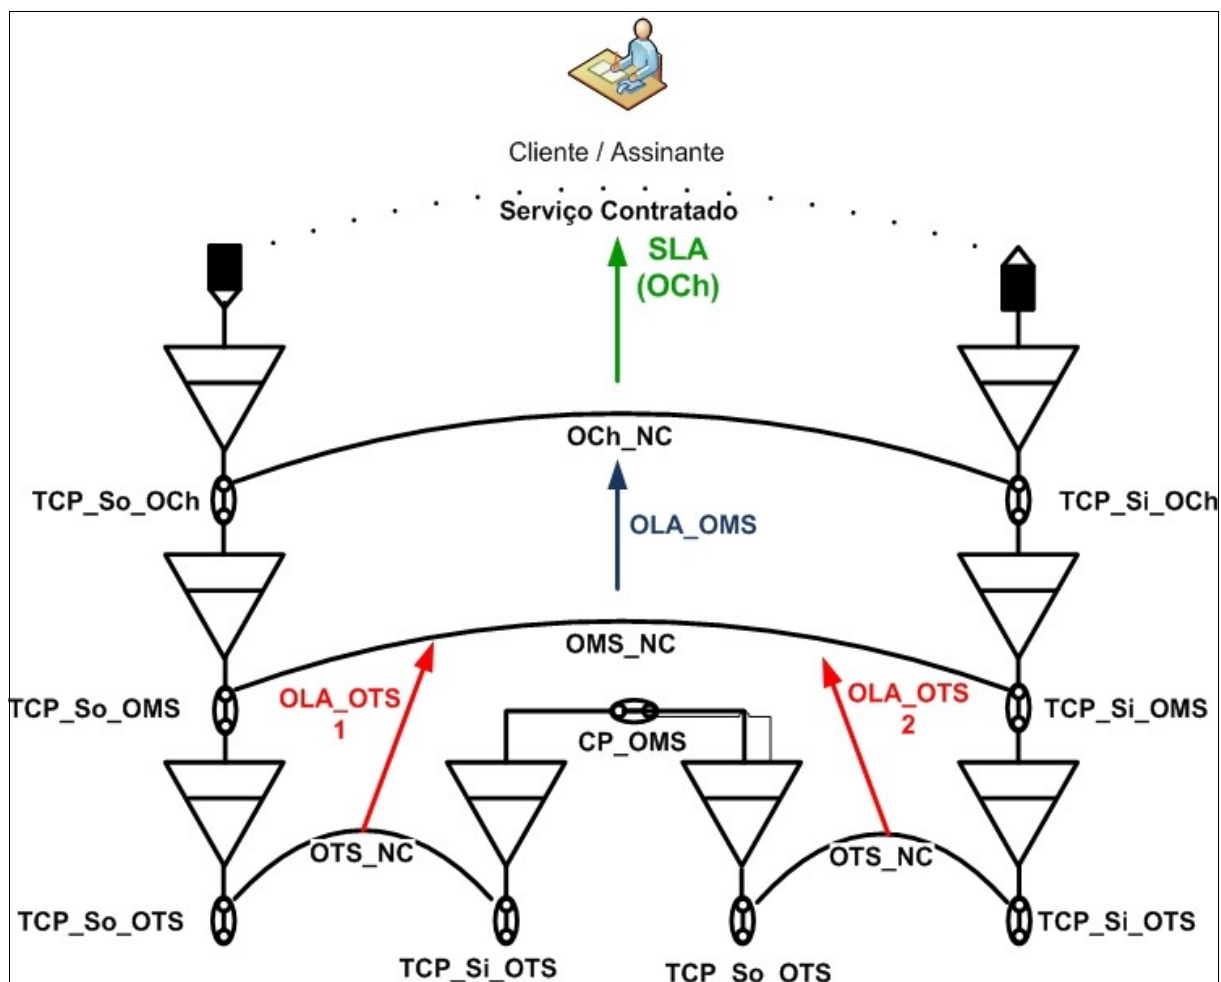 Cliente / Assinante
Serviço Contratado
SLA
(OCh)
OCh_NC
TCP_So_OCh
TCP_Si_OCh
OLA_OMS
OMS_NC
OLA_OTS
1
OLA_OTS
2
TCP_So_OMS
TCP_Si_OMS
CP_OMS
OTS_NC
OTS_NC
TCP_So_OTS
TCP_Si_OTS
TCP_Si_OTS
TCP_So_OTS